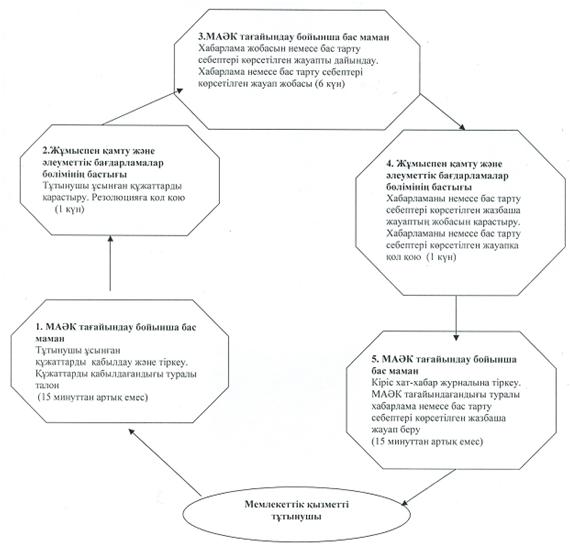 3.МАӘК тағайындау бойынша бас маман
Хабарлама жобасын немесе бас тарту
себептері көрсетілген жауапты дайындау.
Хабарлама немесе бас тарту себептері
көрсетілген жауап жобасы (6 күн)
2.Жұмыспен қамту және
әлеуметтік бағдарламалар
бөлімінің бастығы
Тұтынушы ұсынған құжаттарды
қарастыру. Резолюцияға қол қою
(1 күн)
4. Жұмыспен қамту және
әлеуметтік бағдарламалар
бөлімінің бастығы
Хабарламаны немесе бас тарту
себептері көрсетілген жазбаша
жауаптың жобасын қарастыру.
Хабарламаны немесе бас тарту
себептері көрсетілген жауапқа
қол қою (1 күн)
1. МАӘК тағайындау бойынша бас
маман
Тұтынушы ұсынған
құжаттарды қабылдау және тіркеу.
Құжаттарды қабылдағандығы туралы
талон
(15 минуттан артық емес)
5. МАӘК тағайындау бойынша
бас маман
Кіріс хат-хабар журналына тіркеу.
МАӘК тағайындағандығы туралы
хабарлама немесе бас тарту
себептері көрсетілген жазбаша
жауап беру
(15 минуттан артық емес)
Мемлекеттік қызметті
тұтынушы